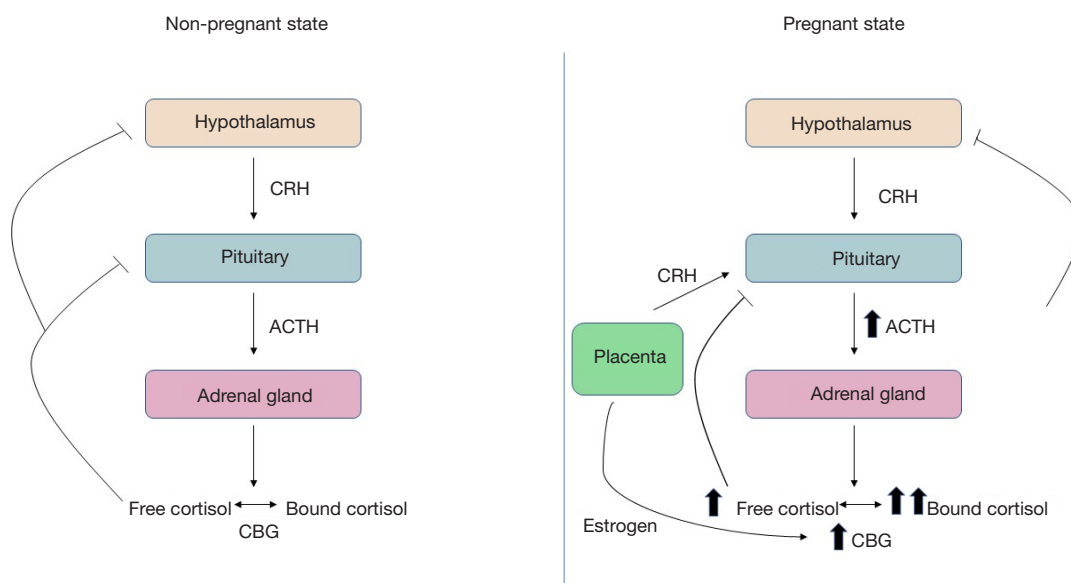 Non-pregnant state
Hypothalamus
CRH
Pituitary
ACTH
Adrenal gland
Free cortisol
Bound cortisol
CBG
Pregnant state
Hypothalamus
CRH
Pituitary
CRH
ACTH
Placenta
Adrenal gland
Free cortisol
Bound cortisol
Estrogen
CBG